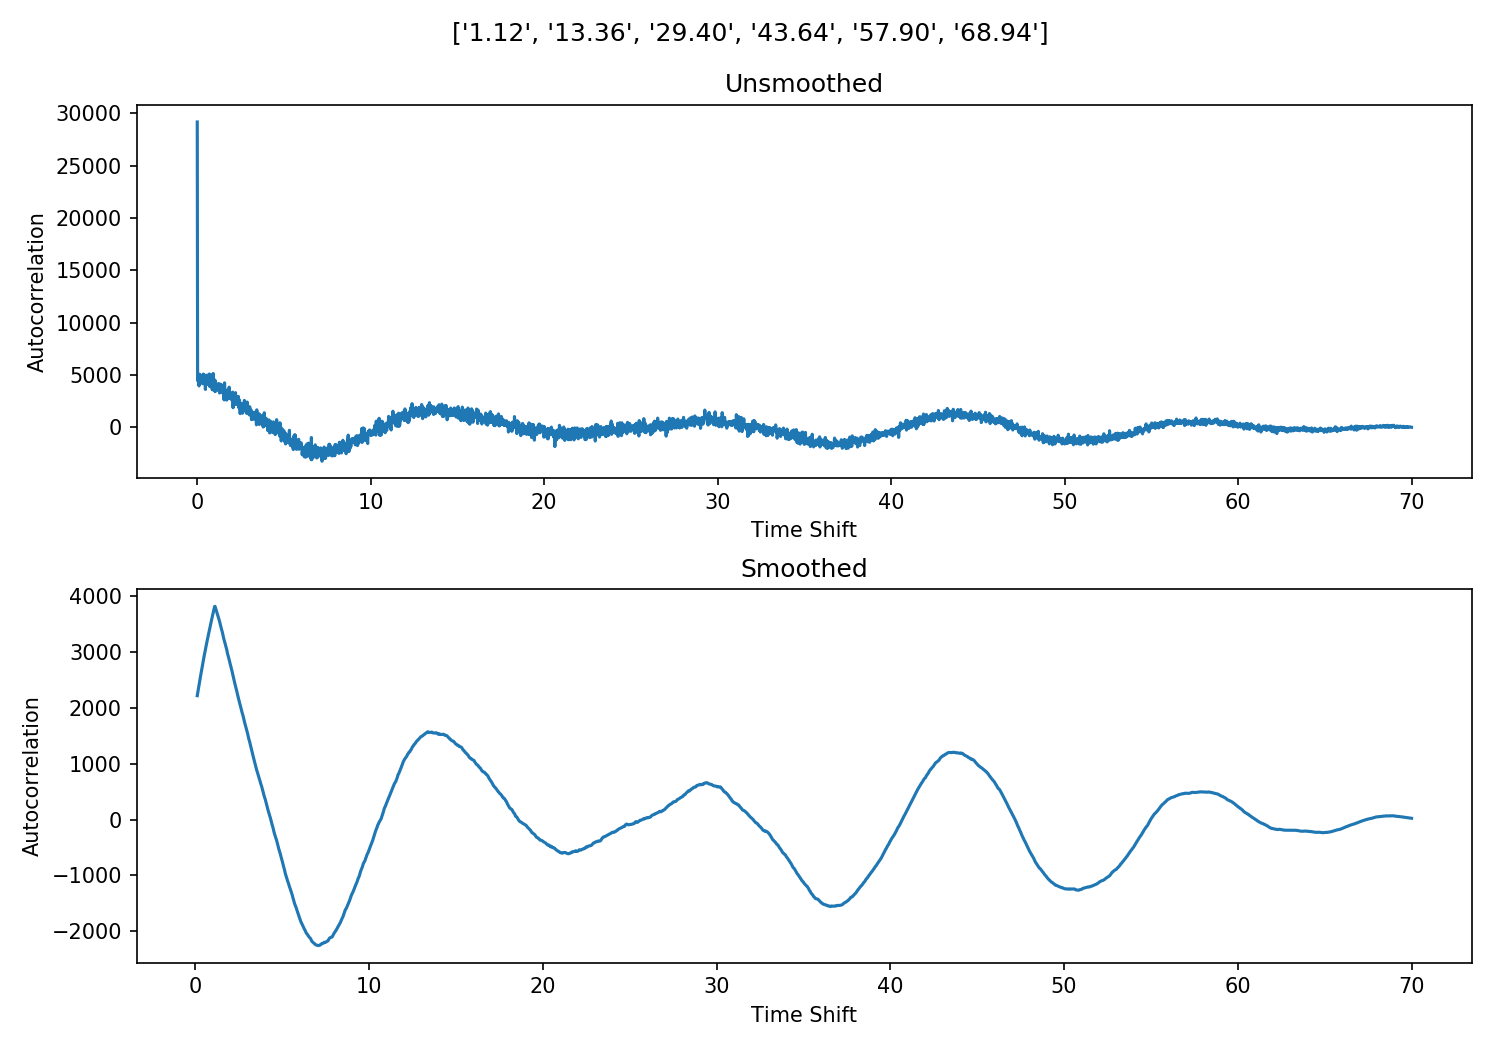 ['1.12', '13.36', '29.40', '43.64', '57.90', '68.94']
Unsmoothed
30000
25000
20000
15000
10000
5000
0
Autocorrelation
0 10 20 30 40 50 60 70
Time Shift
Smoothed
4000
3000
2000
1000
0
−1000
−2000
Autocorrelation
0 10 20 30 40 50 60 70
Time Shift